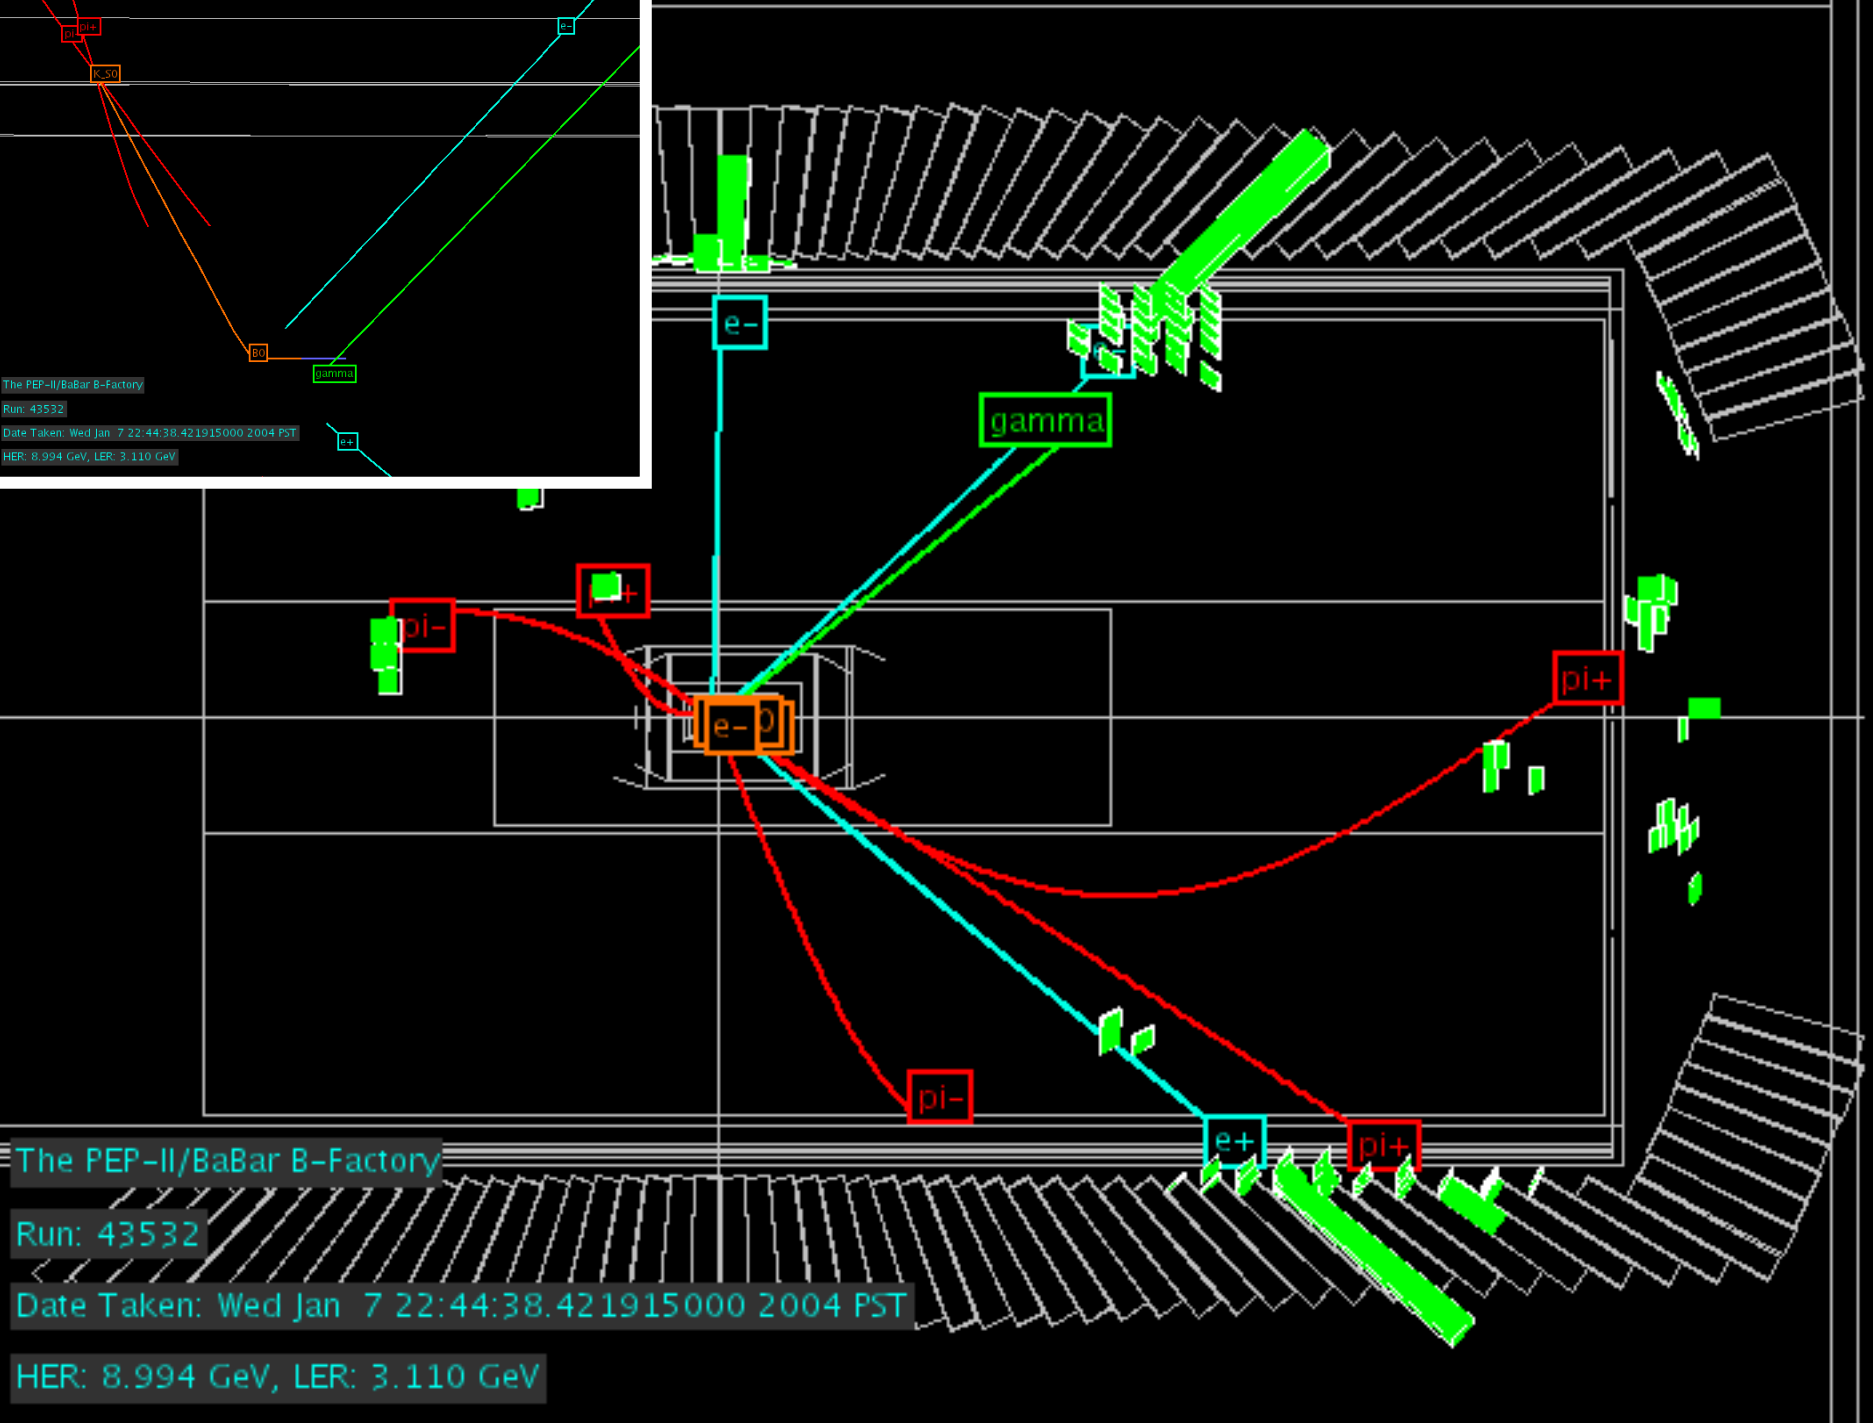 pi+
e-
K_S0
B0
gamma
The PEP-II/BaBar B-Factory
Run: 43532
Date Taken: Wed Jan 7 22:44:38.421915000 2004 PST
HER: 8.994 GeV, LER: 3.110 GeV
e+
e-
e-
gamma
pi-
pi+
e-
0
pi-
e+
pi+
The PEP-II/BaBar B-Factory
Run: 43532
Date Taken: Wed Jan 7 22:44:38.421915000 2004 PST
HER: 8.994 GeV, LER: 3.110 GeV